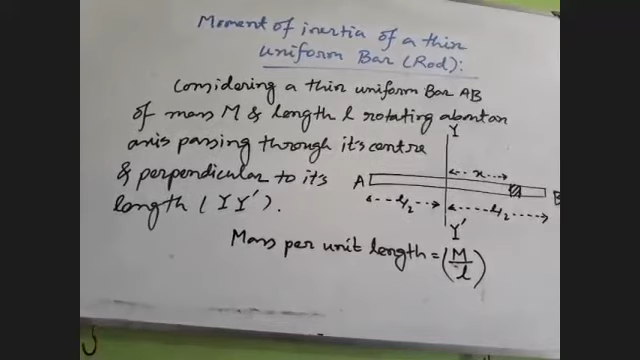 Moment of inertia of a thin
uniform Bar (Rod):
Considering a thin uniform Bar AB
of mass M & length l rotating about an
axis passing through it's centre
& perpendicular to it's
length (YY').
Y
x
A
B
l/2
l/2
Y'
Mass per unit length = (M/l)